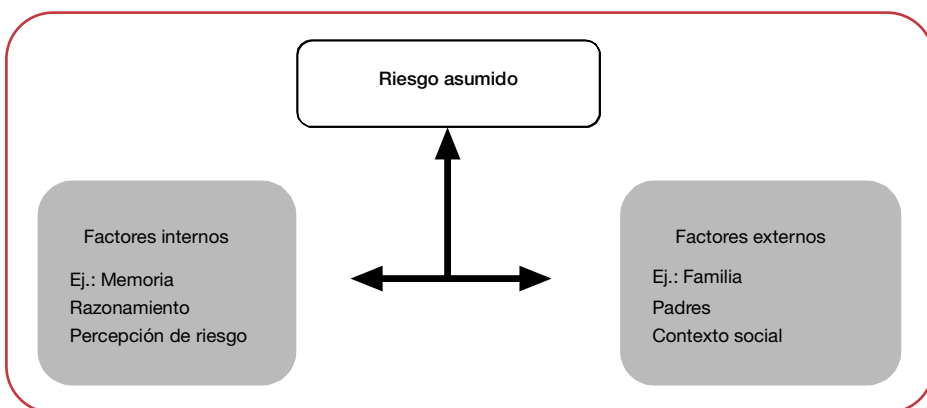 Riesgo asumido
Factores internos
Ej.: Memoria
Razonamiento
Percepción de riesgo
Factores externos
Ej.: Familia
Padres
Contexto social